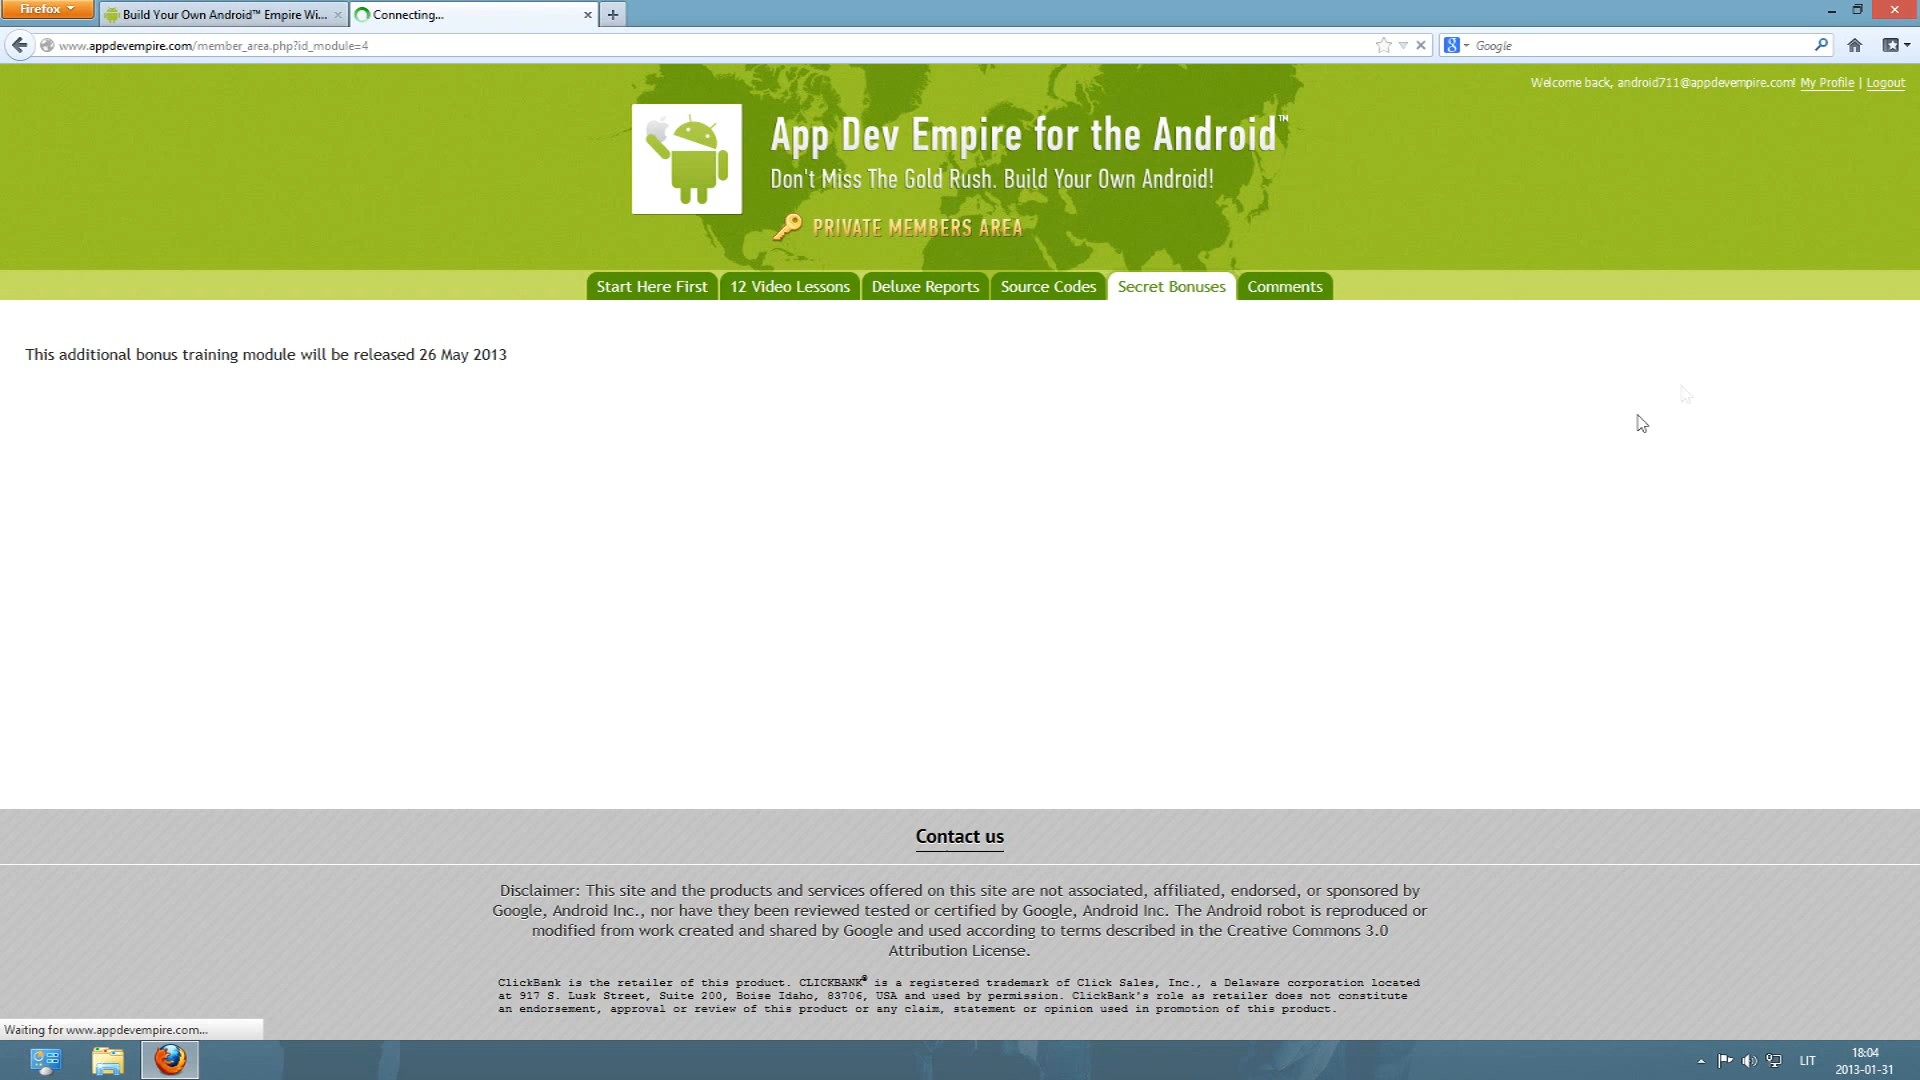 Firefox
Build Your Own Android™ Empire Wi...
Connecting...
www.appdevempire.com/member_area.php?id_module=4
Google
Welcome back, android711@appdevempire.com! My Profile | Logout
App Dev Empire for the Android™
Don't Miss The Gold Rush. Build Your Own Android!
PRIVATE MEMBERS AREA
Start Here First
12 Video Lessons
Deluxe Reports
Source Codes
Secret Bonuses
Comments
This additional bonus training module will be released 26 May 2013
Contact us
Disclaimer: This site and the products and services offered on this site are not associated, affiliated, endorsed, or sponsored by
Google, Android Inc., nor have they been reviewed tested or certified by Google, Android Inc. The Android robot is reproduced or
modified from work created and shared by Google and used according to terms described in the Creative Commons 3.0
Attribution License.
ClickBank is the retailer of this product. CLICKBANK® is a registered trademark of Click Sales, Inc., a Delaware corporation located
at 917 S. Lusk Street, Suite 200, Boise Idaho, 83706, USA and used by permission. ClickBank's role as retailer does not constitute
an endorsement, approval or review of this product or any claim, statement or opinion used in promotion of this product.
Waiting for www.appdevempire.com...
LIT
18:04
2013-01-31